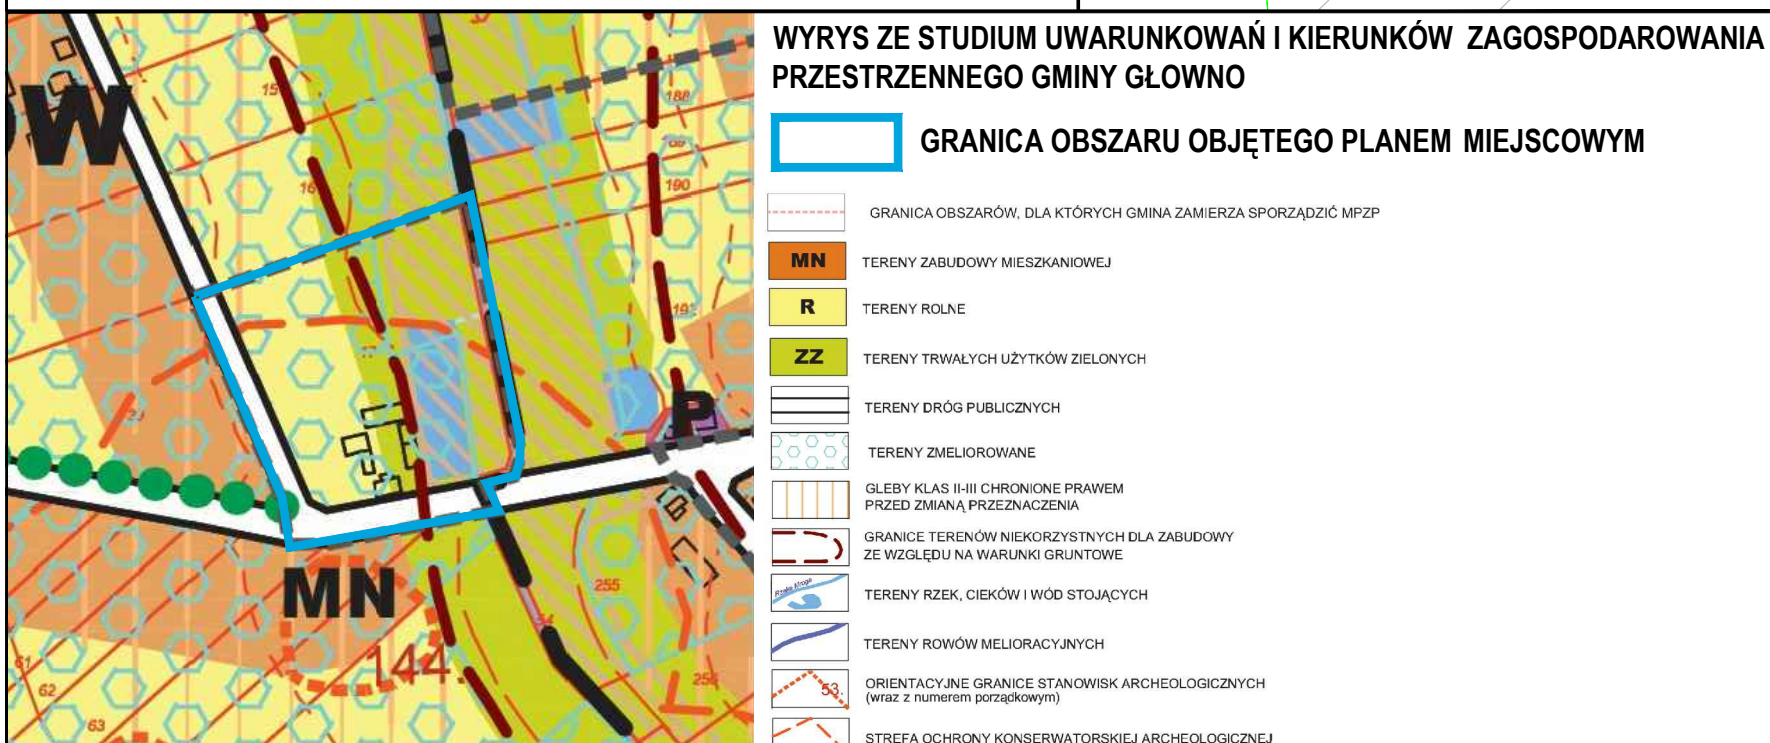 WYRYS ZE STUDIUM UWARUNKOWAŃ I KIERUNKÓW ZAGOSPODAROWANIA
PRZESTRZENNEGO GMINY GŁOWNO
GRANICA OBSZARU OBJĘTEGO PLANEM MIEJSCOWYM
GRANICA OBSZARÓW, DLA KTÓRYCH GMINA ZAMIERZA SPORZĄDZIĆ MPZP
MN TERENY ZABUDOWY MIESZKANIOWEJ
R TERENY ROLNE
ZZ TERENY TRWAŁYCH UŻYTKÓW ZIELONYCH
TERENY DRÓG PUBLICZNYCH
TERENY ZMELIOROWANE
GLEBY KLAS II-III CHRONIONE PRAWEM
PRZED ZMIANĄ PRZEZNACZENIA
GRANICE TERENÓW NIEKORZYSTNYCH DLA ZABUDOWY
ZE WZGLĘDU NA WARUNKI GRUNTOWE
TERENY RZEK, CIEKÓW I WÓD STOJĄCYCH
TERENY ROWÓW MELIORACYJNYCH
53. ORIENTACYJNE GRANICE STANOWISK ARCHEOLOGICZNYCH
(wraz z numerem porządkowym)
STREFA OCHRONY KONSERWATORSKIEJ ARCHEOLOGICZNEJ
W
188
190
P
MN
255
144.
61
62
63